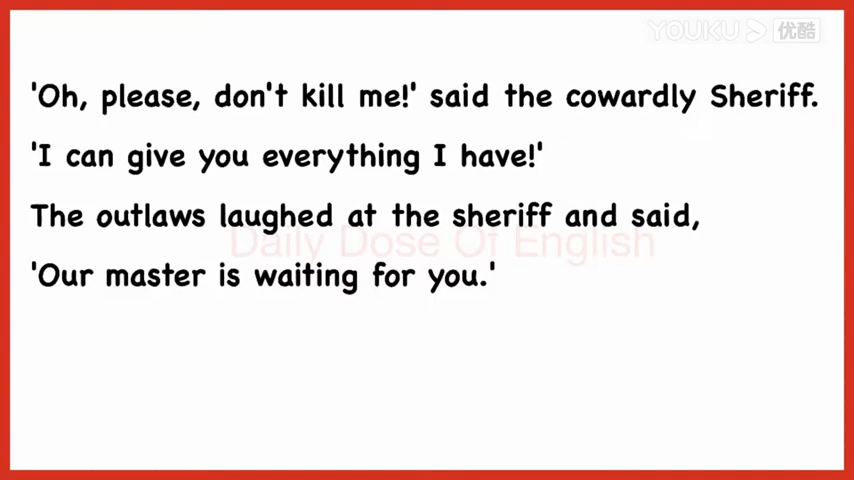 YOUKU 优酷
'Oh, please, don't kill me!' said the cowardly Sheriff.
'I can give you everything I have!'
The outlaws laughed at the sheriff and said,
Daily Dose Of English
'Our master is waiting for you.'